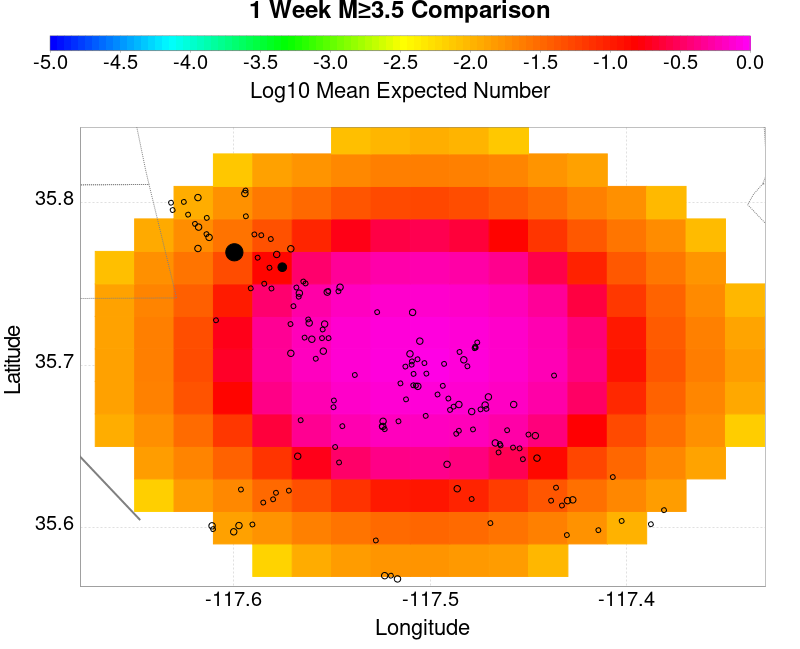 1 Week M≥3.5 Comparison
-5.0 -4.5 -4.0 -3.5 -3.0 -2.5 -2.0 -1.5 -1.0 -0.5 0.0
Log10 Mean Expected Number
35.8
35.7
35.6
Latitude
-117.6 -117.5 -117.4
Longitude